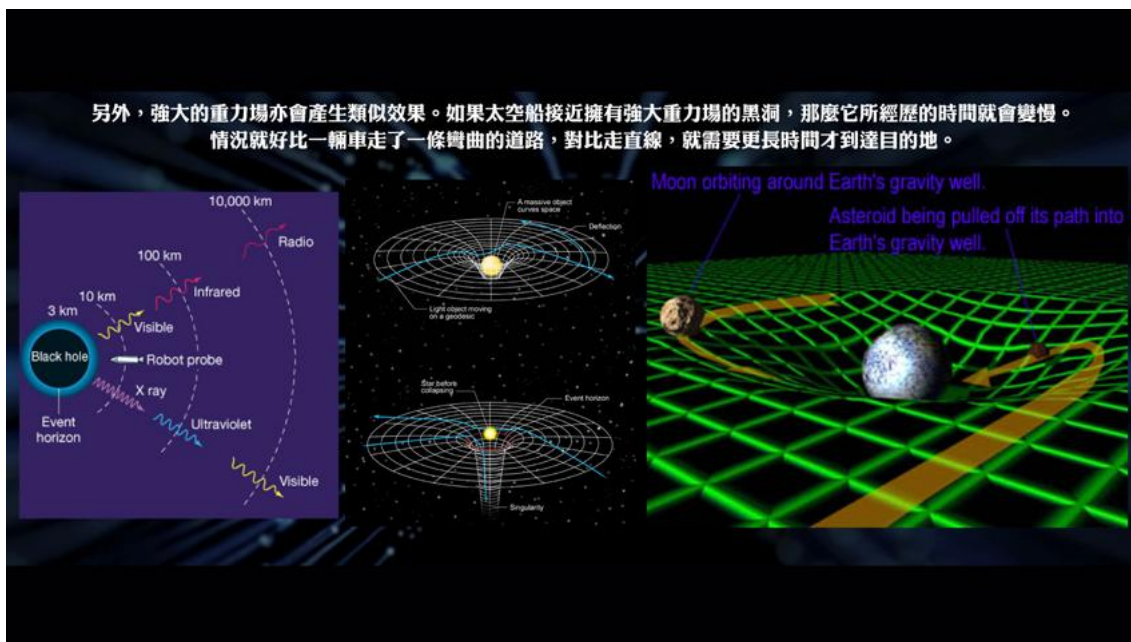 另外，強大的重力場亦會產生類似效果。如果太空船接近擁有強大重力場的黑洞，那麼它所經歷的時間就會變慢。
情況就好比一輛車走了一條彎曲的道路，對比走直線，就需要更長時間才到達目的地。
10,000 km
Radio
100 km
Infrared
10 km
3 km
Visible
Black hole
Robot probe
X ray
Event
horizon
Ultraviolet
Visible
A massive object
curves space
Deflection
Light object moving
on a geodesic
Star before
collapsing
Event horizon
Singularity
Moon orbiting around Earth's gravity well.
Asteroid being pulled off its path into
Earth's gravity well.